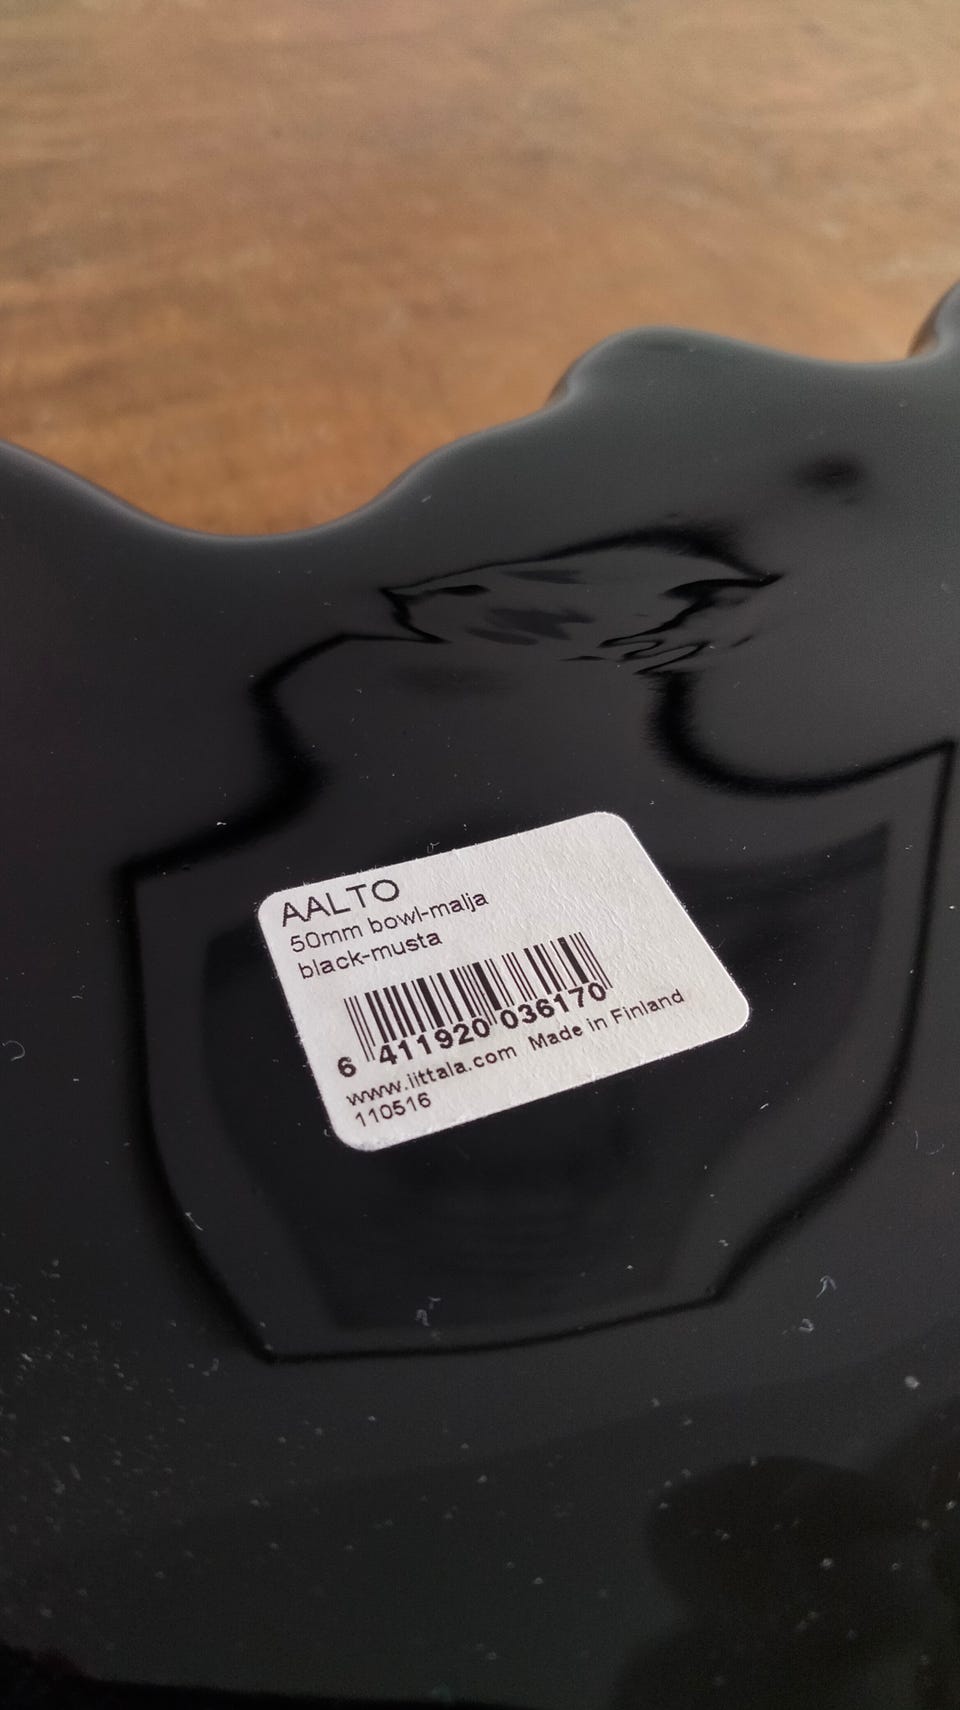 AALTO
50mm bowl-malja
black-musta
6 411920 036170
www.iittala.com Made in Finland
110516